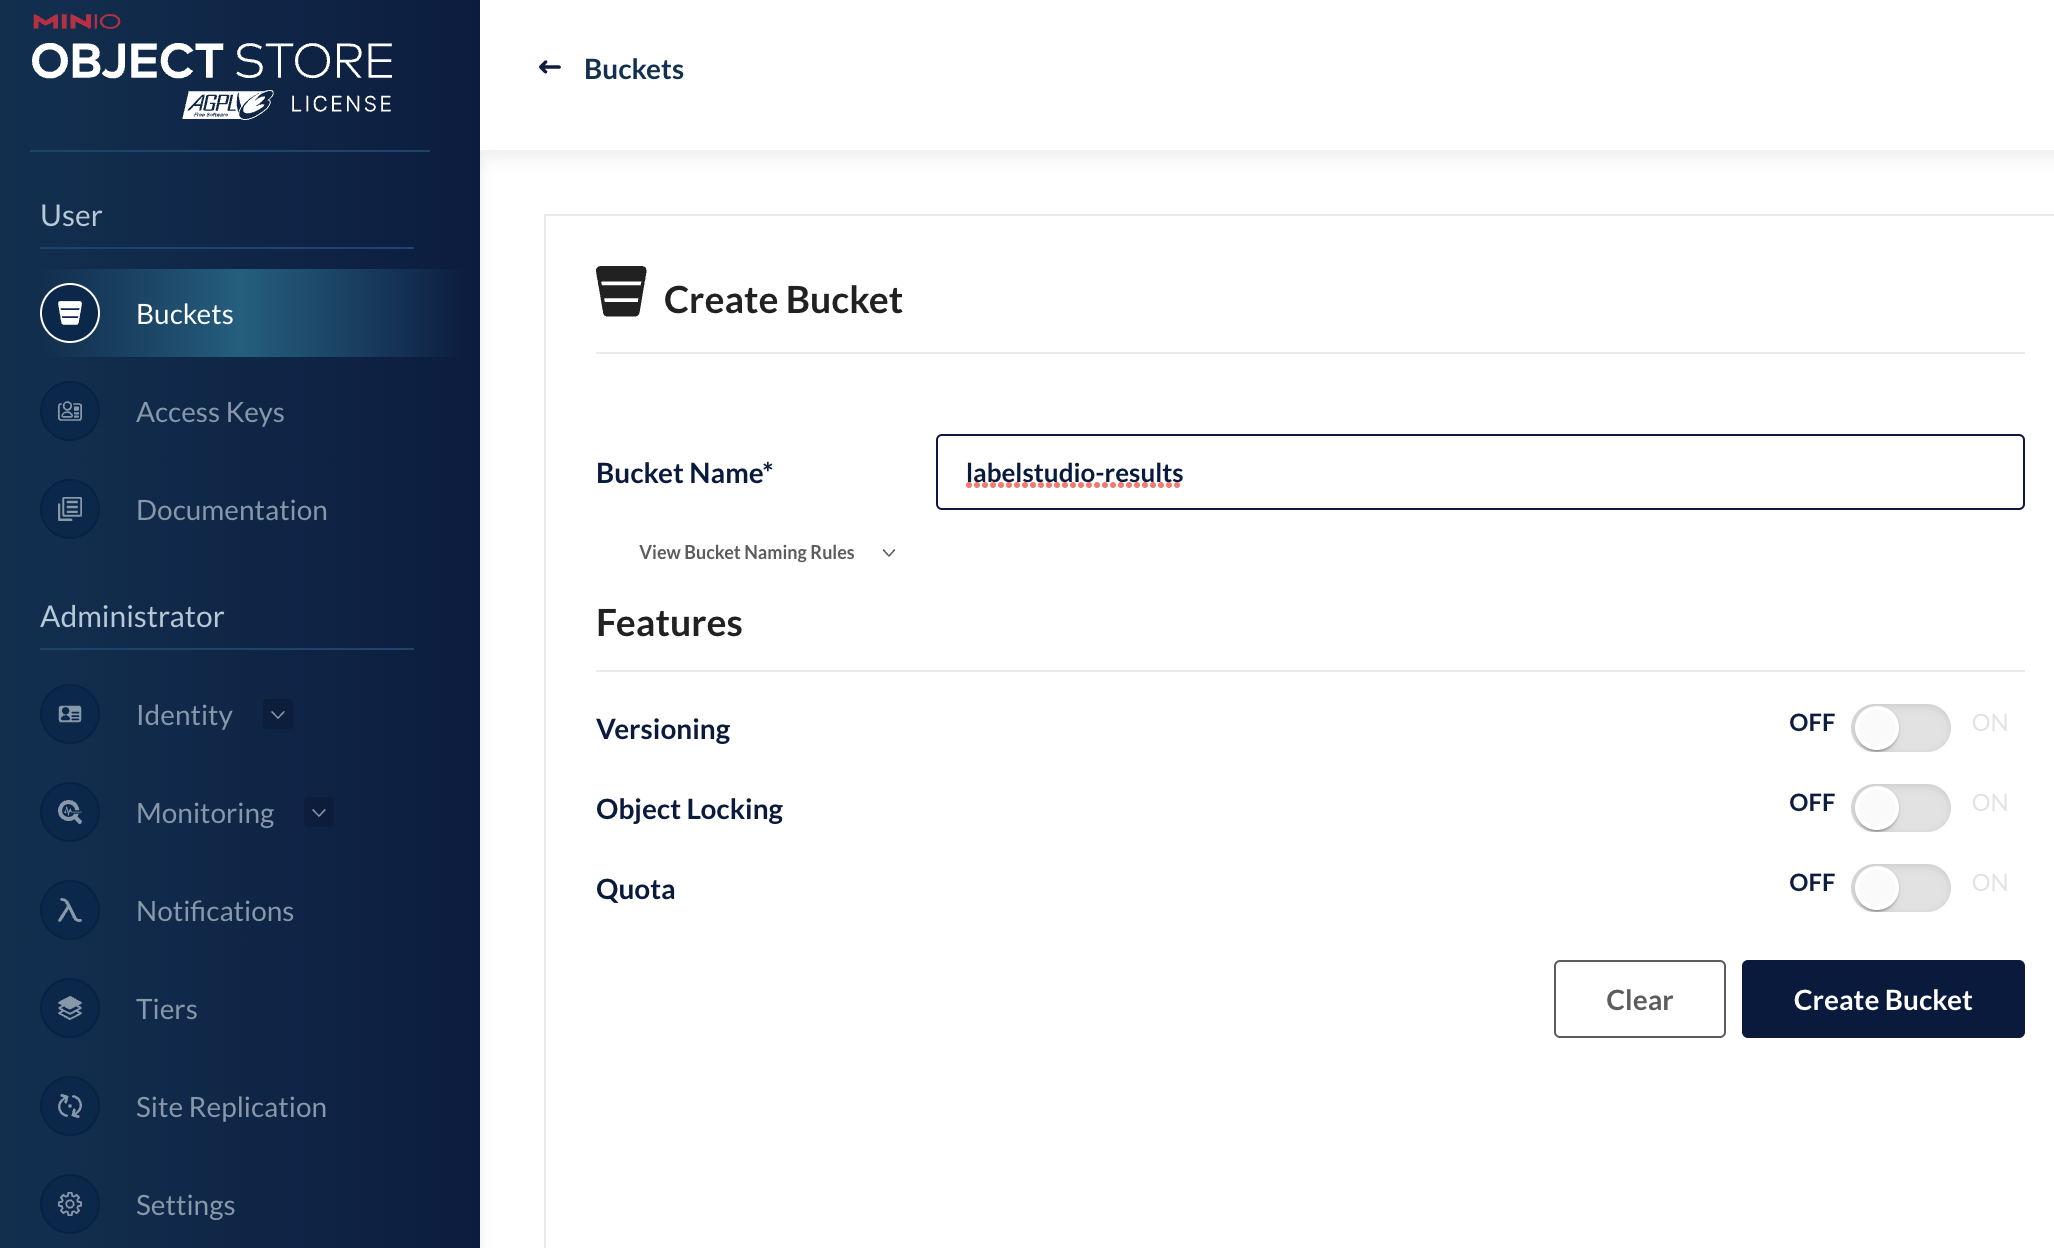 MINIO
OBJECT STORE
AGPLv3 LICENSE
Free Software
User
Buckets
Access Keys
Documentation
Administrator
Identity
Monitoring
Notifications
Tiers
Site Replication
Settings
Buckets
Create Bucket
Bucket Name*
labelstudio-results
View Bucket Naming Rules
Features
Versioning
OFF ON
Object Locking
OFF ON
Quota
OFF ON
Clear
Create Bucket